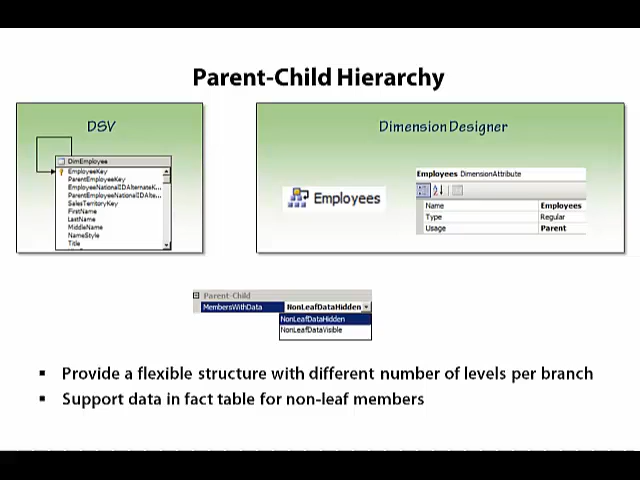 Parent-Child Hierarchy
DSV
DimEmployee
EmployeeKey
ParentEmployeeKey
EmployeeNationalIDAlternateK...
ParentEmployeeNationalIDAlte...
SalesTerritoryKey
FirstName
LastName
MiddleName
NameStyle
Title
Dimension Designer
Employees
Employees DimensionAttribute
Name Employees
Type Regular
Usage Parent
Parent-Child
MembersWithData NonLeafDataHidden
NonLeafDataHidden
NonLeafDataVisible
▪ Provide a flexible structure with different number of levels per branch
▪ Support data in fact table for non-leaf members